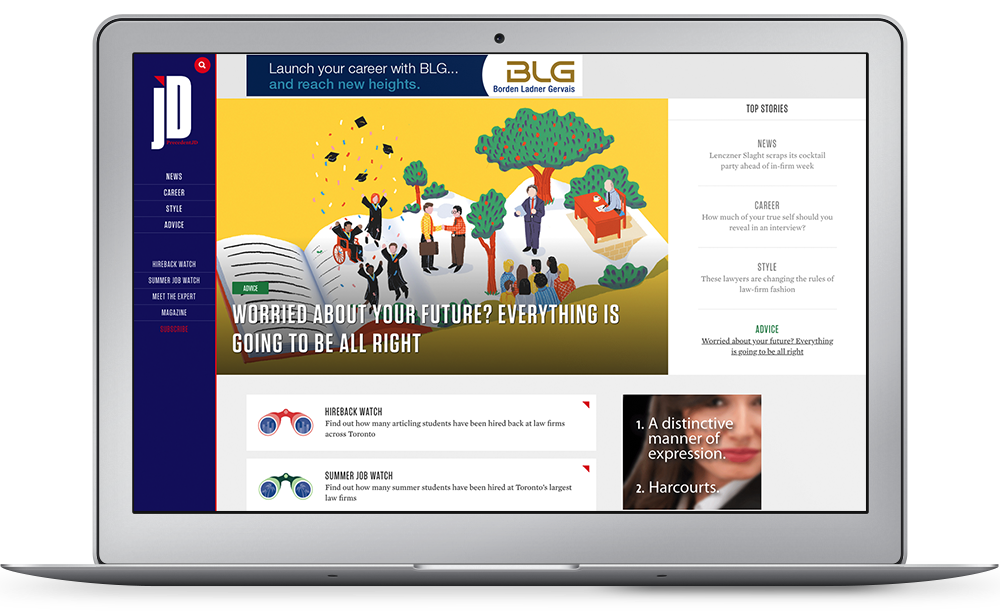 Launch your career with BLG...
and reach new heights.
BLG
Borden Ladner Gervais
JD
PrecedentJD
NEWS
CAREER
STYLE
ADVICE
HIREBACK WATCH
SUMMER JOB WATCH
MEET THE EXPERT
MAGAZINE
SUBSCRIBE
ADVICE
WORRIED ABOUT YOUR FUTURE? EVERYTHING IS
GOING TO BE ALL RIGHT
TOP STORIES
NEWS
Lenczner Slaght scraps its cocktail
party ahead of in-firm week
CAREER
How much of your true self should you
reveal in an interview?
STYLE
These lawyers are changing the rules of
law-firm fashion
ADVICE
Worried about your future? Everything
is going to be all right
HIREBACK WATCH
Find out how many articling students have been hired back at law firms
across Toronto
SUMMER JOB WATCH
Find out how many summer students have been hired at Toronto's largest
law firms
1. A distinctive
manner of
expression.
2. Harcourts.